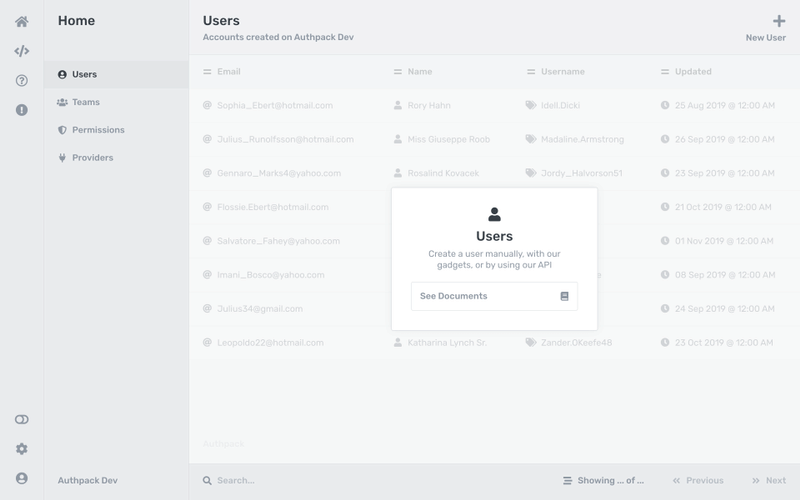 Home
Users
Teams
Permissions
Providers
Authpack Dev
Users
Accounts created on Authpack Dev
New User
Email Name Username Updated
@ Sophia_Ebert@hotmail.com Rory Hahn Idell.Dicki 25 Aug 2019 @ 12:00 AM
@ Julius_Runolfsson@hotmail.com Miss Giuseppe Roob Madaline.Armstrong 26 Sep 2019 @ 12:00 AM
@ Gennaro_Marks4@yahoo.com Rosalind Kovacek Jordy_Halvorson51 23 Sep 2019 @ 12:00 AM
@ Flossie.Ebert@hotmail.com 21 Oct 2019 @ 12:00 AM
@ Salvatore_Fahey@yahoo.com 01 Nov 2019 @ 12:00 AM
@ Imani_Bosco@yahoo.com e 08 Sep 2019 @ 12:00 AM
@ Julius34@gmail.com 24 Sep 2019 @ 12:00 AM
@ Leopoldo22@hotmail.com Katharina Lynch Sr. Zander.OKeefe48 23 Oct 2019 @ 12:00 AM
Users
Create a user manually, with our
gadgets, or by using our API
See Documents
Authpack
Search...
Showing ... of ...
Previous
Next